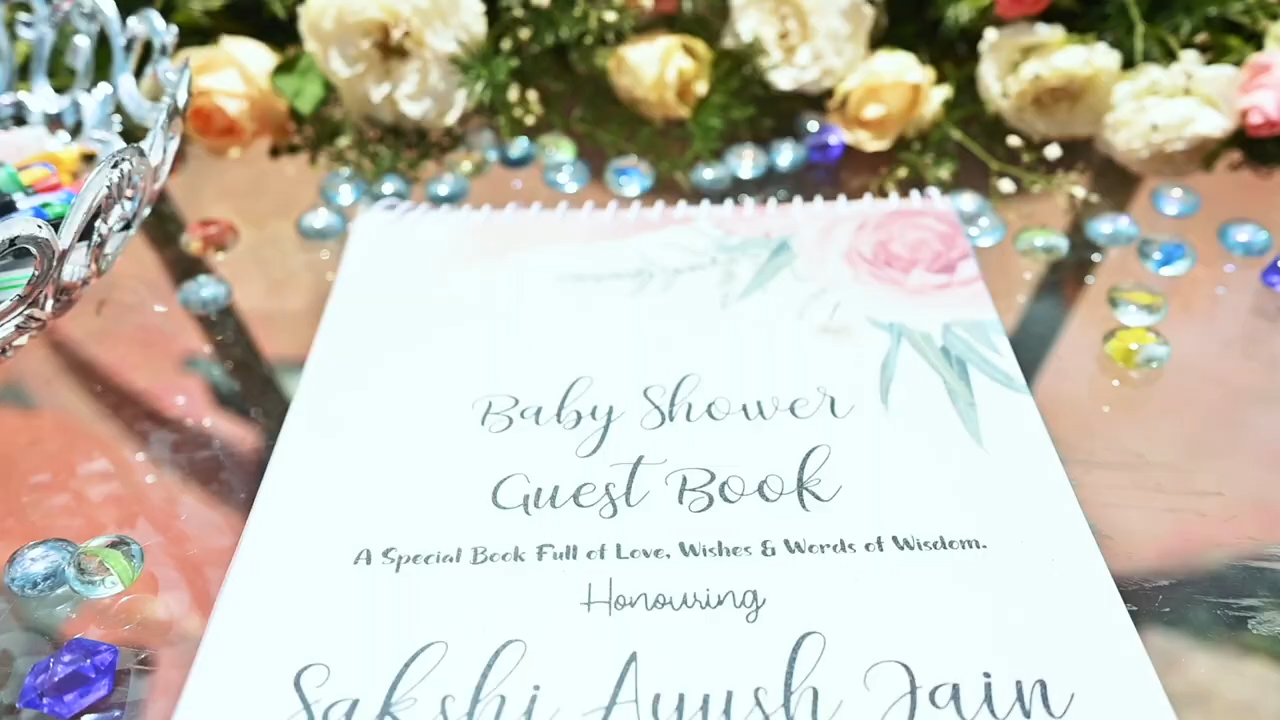 Baby Shower
Guest Book
A Special Book Full of Love, Wishes & Words of Wisdom.
Honouring
Sakshi Ayush Jain